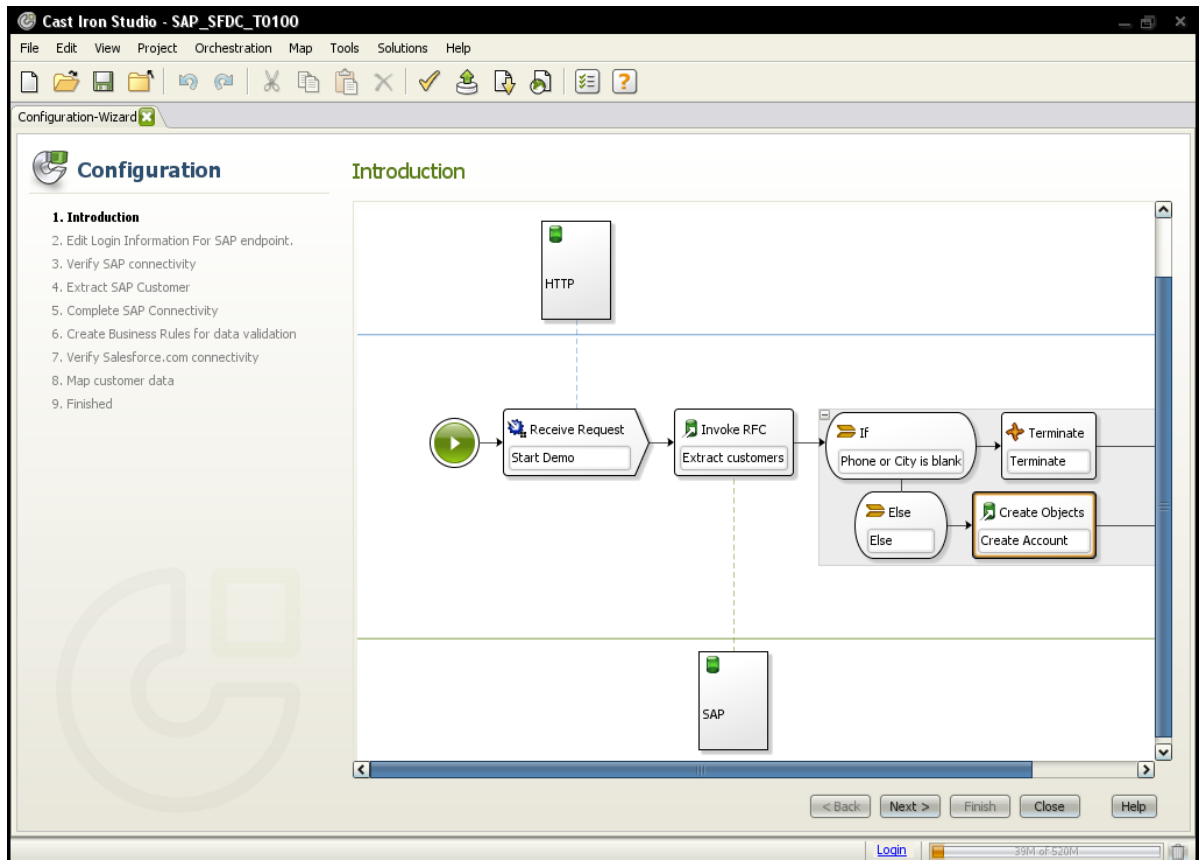 Cast Iron Studio - SAP_SFDC_T0100
File Edit View Project Orchestration Map Tools Solutions Help
Configuration-Wizard
Configuration
Introduction
1. Introduction
2. Edit Login Information For SAP endpoint.
3. Verify SAP connectivity
4. Extract SAP Customer
5. Complete SAP Connectivity
6. Create Business Rules for data validation
7. Verify Salesforce.com connectivity
8. Map customer data
9. Finished
HTTP
Receive Request
Start Demo
Invoke RFC
Extract customers
If
Phone or City is blank
Terminate
Terminate
Else
Else
Create Objects
Create Account
SAP
< Back Next > Finish Close Help
Login 39M of 520M